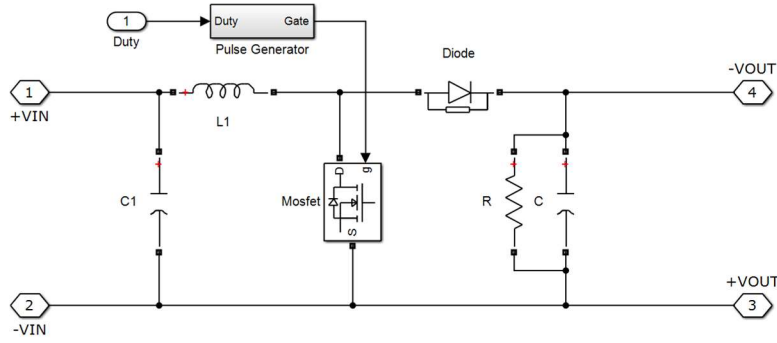 1
Duty
Duty
Gate
Pulse Generator
Diode
-VOUT
1
+VIN
L1
4
C1
Mosfet
D
g
S
R
C
+VOUT
2
-VIN
3